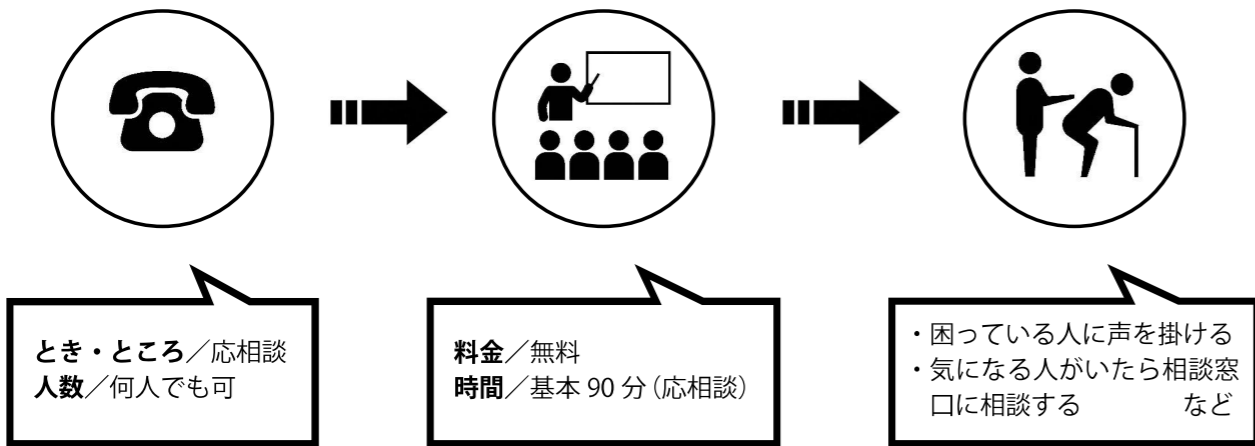 とき・ところ／応相談
人数／何人でも可
料金／無料
時間／基本 90 分（応相談）
・困っている人に声を掛ける
・気になる人がいたら相談窓
口に相談する　　　　など